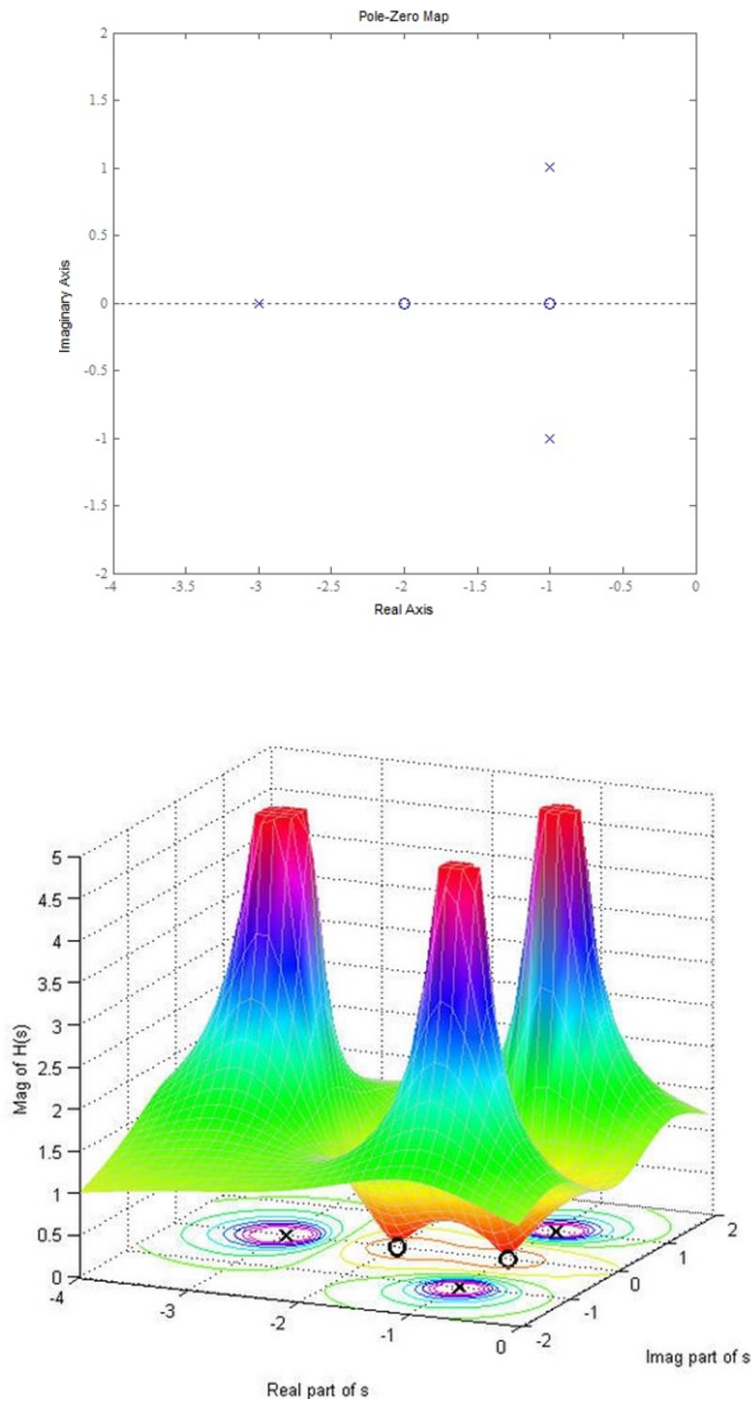 Pole-Zero Map
2
1.5
1
0.5
0
-0.5
-1
-1.5
-2
Imaginary Axis
-4 -3.5 -3 -2.5 -2 -1.5 -1 -0.5 0
Real Axis
5
4.5
4
3.5
3
2.5
2
1.5
1
0.5
0
Mag of H(s)
-4 -3 -2 -1 0
Real part of s
-2 -1 0 1 2
Imag part of s